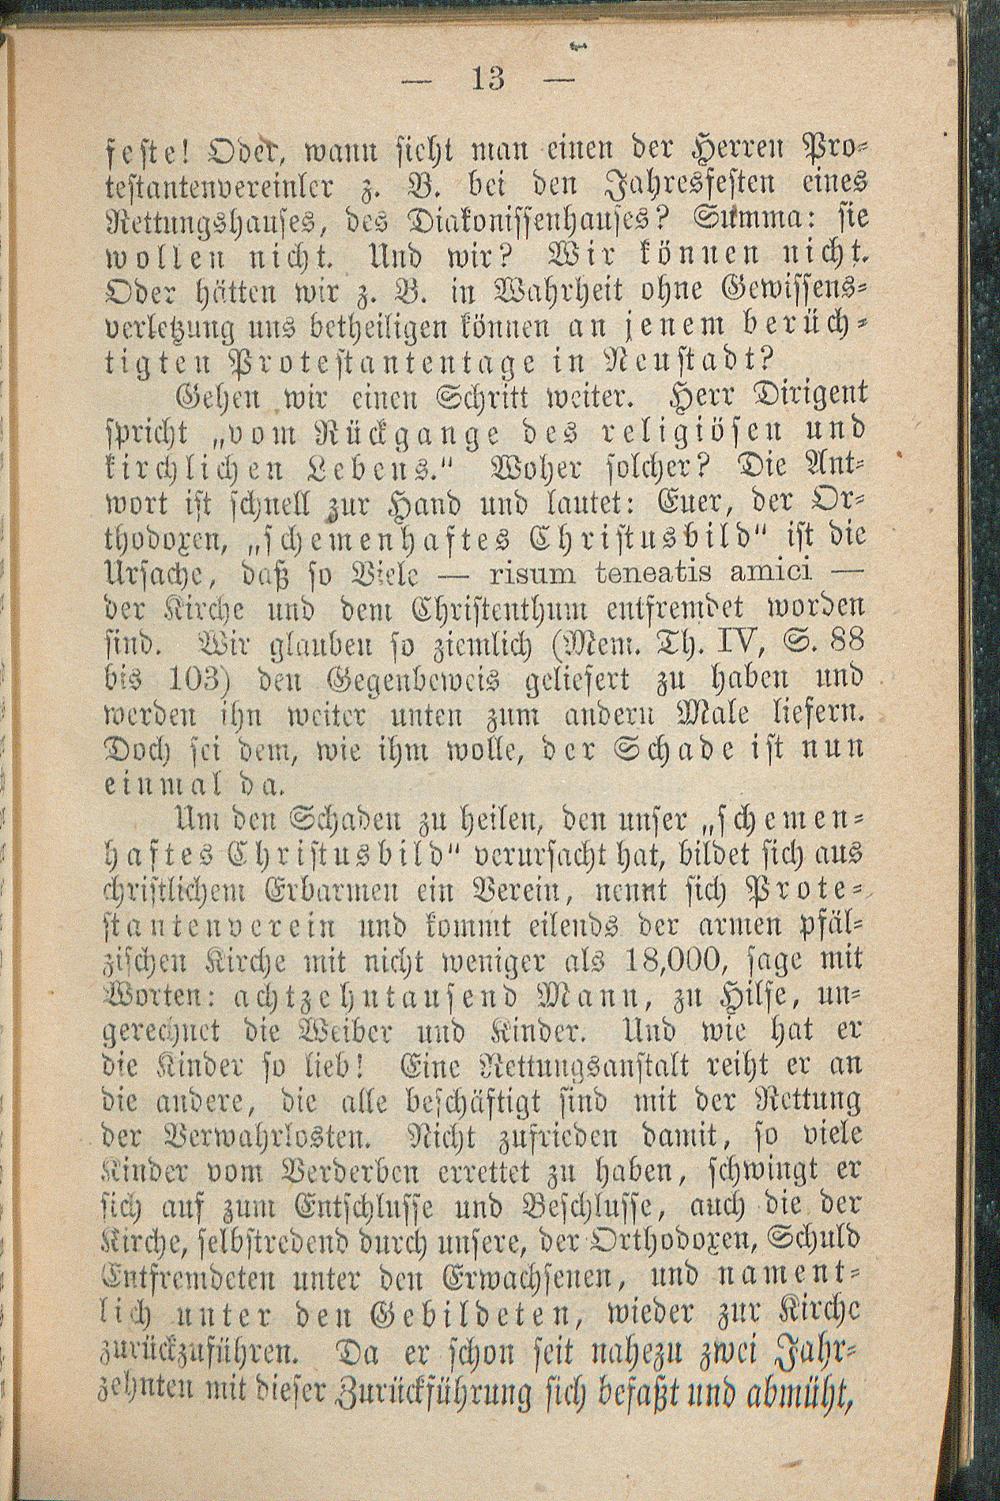 — 13 —
feste! Oder, wann sieht man einen der Herren Pro-
testantenvereinler z. B. bei den Jahresfesten eines
Rettungshauses, des Diakonissenhauses? Summa: sie
wollen nicht. Und wir? Wir können nicht.
Oder hätten wir z. B. in Wahrheit ohne Gewissens-
verletzung uns betheiligen können an jenem berüch-
tigten Protestantentage in Neustadt?
Gehen wir einen Schritt weiter. Herr Dirigent
spricht „vom Rückgange des religiösen und
kirchlichen Lebens.“ Woher solcher? Die Ant-
wort ist schnell zur Hand und lautet: Euer, der Or-
thodoxen, „schemenhaftes Christusbild“ ist die
Ursache, daß so Viele — risum teneatis amici —
der Kirche und dem Christenthum entfremdet worden
sind. Wir glauben so ziemlich (Mem. Th. IV, S. 88
bis 103) den Gegenbeweis geliefert zu haben und
werden ihn weiter unten zum andern Male liefern.
Doch sei dem, wie ihm wolle, der Schade ist nun
einmal da.
Um den Schaden zu heilen, den unser „schemen-
haftes Christusbild“ verursacht hat, bildet sich aus
christlichem Erbarmen ein Verein, nennt sich Prote-
stantenverein und kommt eilends der armen pfäl-
zischen Kirche mit nicht weniger als 18,000, sage mit
Worten: achtzehntausend Mann, zu Hilfe, un-
gerechnet die Weiber und Kinder. Und wie hat er
die Kinder so lieb! Eine Rettungsanstalt reiht er an
die andere, die alle beschäftigt sind mit der Rettung
der Verwahrlosten. Nicht zufrieden damit, so viele
Kinder vom Verderben errettet zu haben, schwingt er
sich auf zum Entschlusse und Beschlusse, auch die der
Kirche, selbstredend durch unsere, der Orthodoxen, Schuld
Entfremdeten unter den Erwachsenen, und nament-
lich unter den Gebildeten, wieder zur Kirche
zurückzuführen. Da er schon seit nahezu zwei Jahr-
zehnten mit dieser Zurückführung sich befaßt und abmüht,